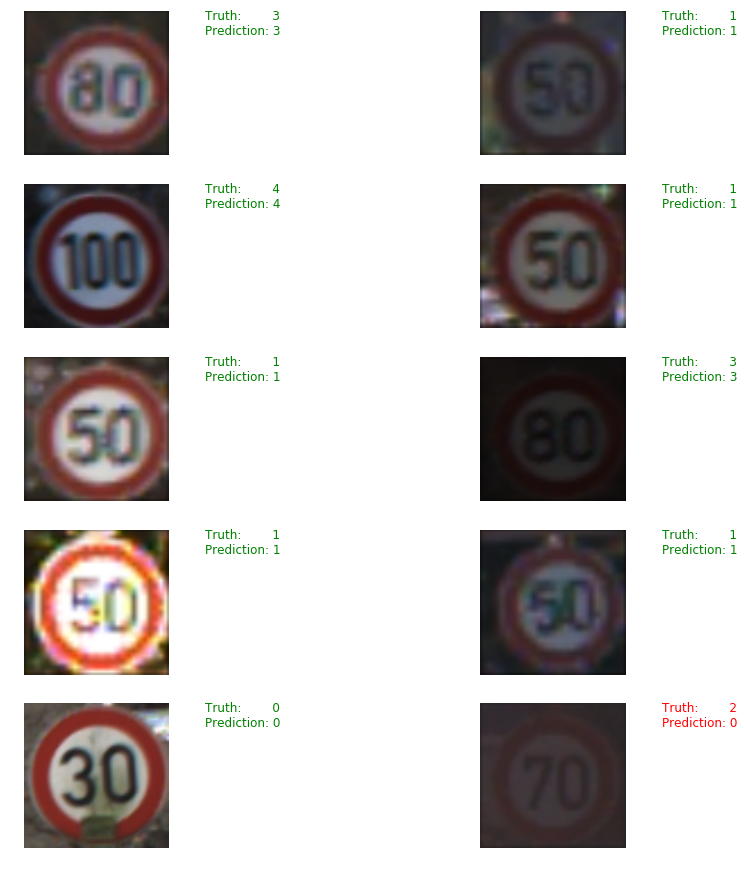 80
Truth: 3
Prediction: 3
50
Truth: 1
Prediction: 1
100
Truth: 4
Prediction: 4
50
Truth: 1
Prediction: 1
50
Truth: 1
Prediction: 1
80
Truth: 3
Prediction: 3
50
Truth: 1
Prediction: 1
50
Truth: 1
Prediction: 1
30
Truth: 0
Prediction: 0
70
Truth: 2
Prediction: 0